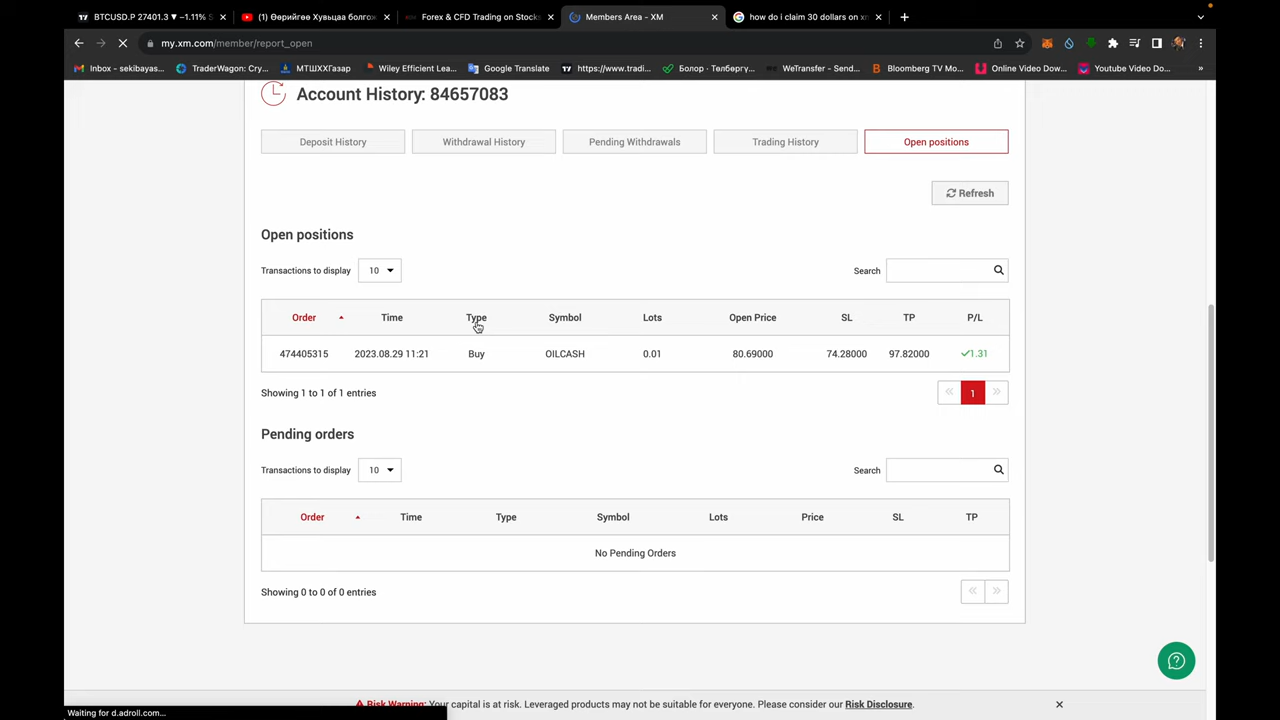 BTCUSD.P 27401.3 ▼ −1.11%
(1) Өөрийгөө Хувьцаа болгож
Forex & CFD Trading on Stocks
Members Area - XM
how do i claim 30 dollars on xm
my.xm.com/member/report_open
Inbox – sekibayas...
TraderWagon: Cry...
МТШХХГазар
Wiley Efficient Lea...
Google Translate
https://www.tradi...
Болор - Толбергү...
WeTransfer - Send...
Bloomberg TV Mo...
Online Video Dow...
Youtube Video Do...
Account History: 84657083
Deposit History
Withdrawal History
Pending Withdrawals
Trading History
Open positions
Refresh
Open positions
Transactions to display 10
Search
Order Time Type Symbol Lots Open Price SL TP P/L
474405315 2023.08.29 11:21 Buy OILCASH 0.01 80.69000 74.28000 97.82000 1.31
Showing 1 to 1 of 1 entries
« 1 »
Pending orders
Transactions to display 10
Search
Order Time Type Symbol Lots Price SL TP
No Pending Orders
Showing 0 to 0 of 0 entries
« »
Risk Warning: Your capital is at risk. Leveraged products may not be suitable for everyone. Please consider our Risk Disclosure.
Waiting for d.adroll.com...